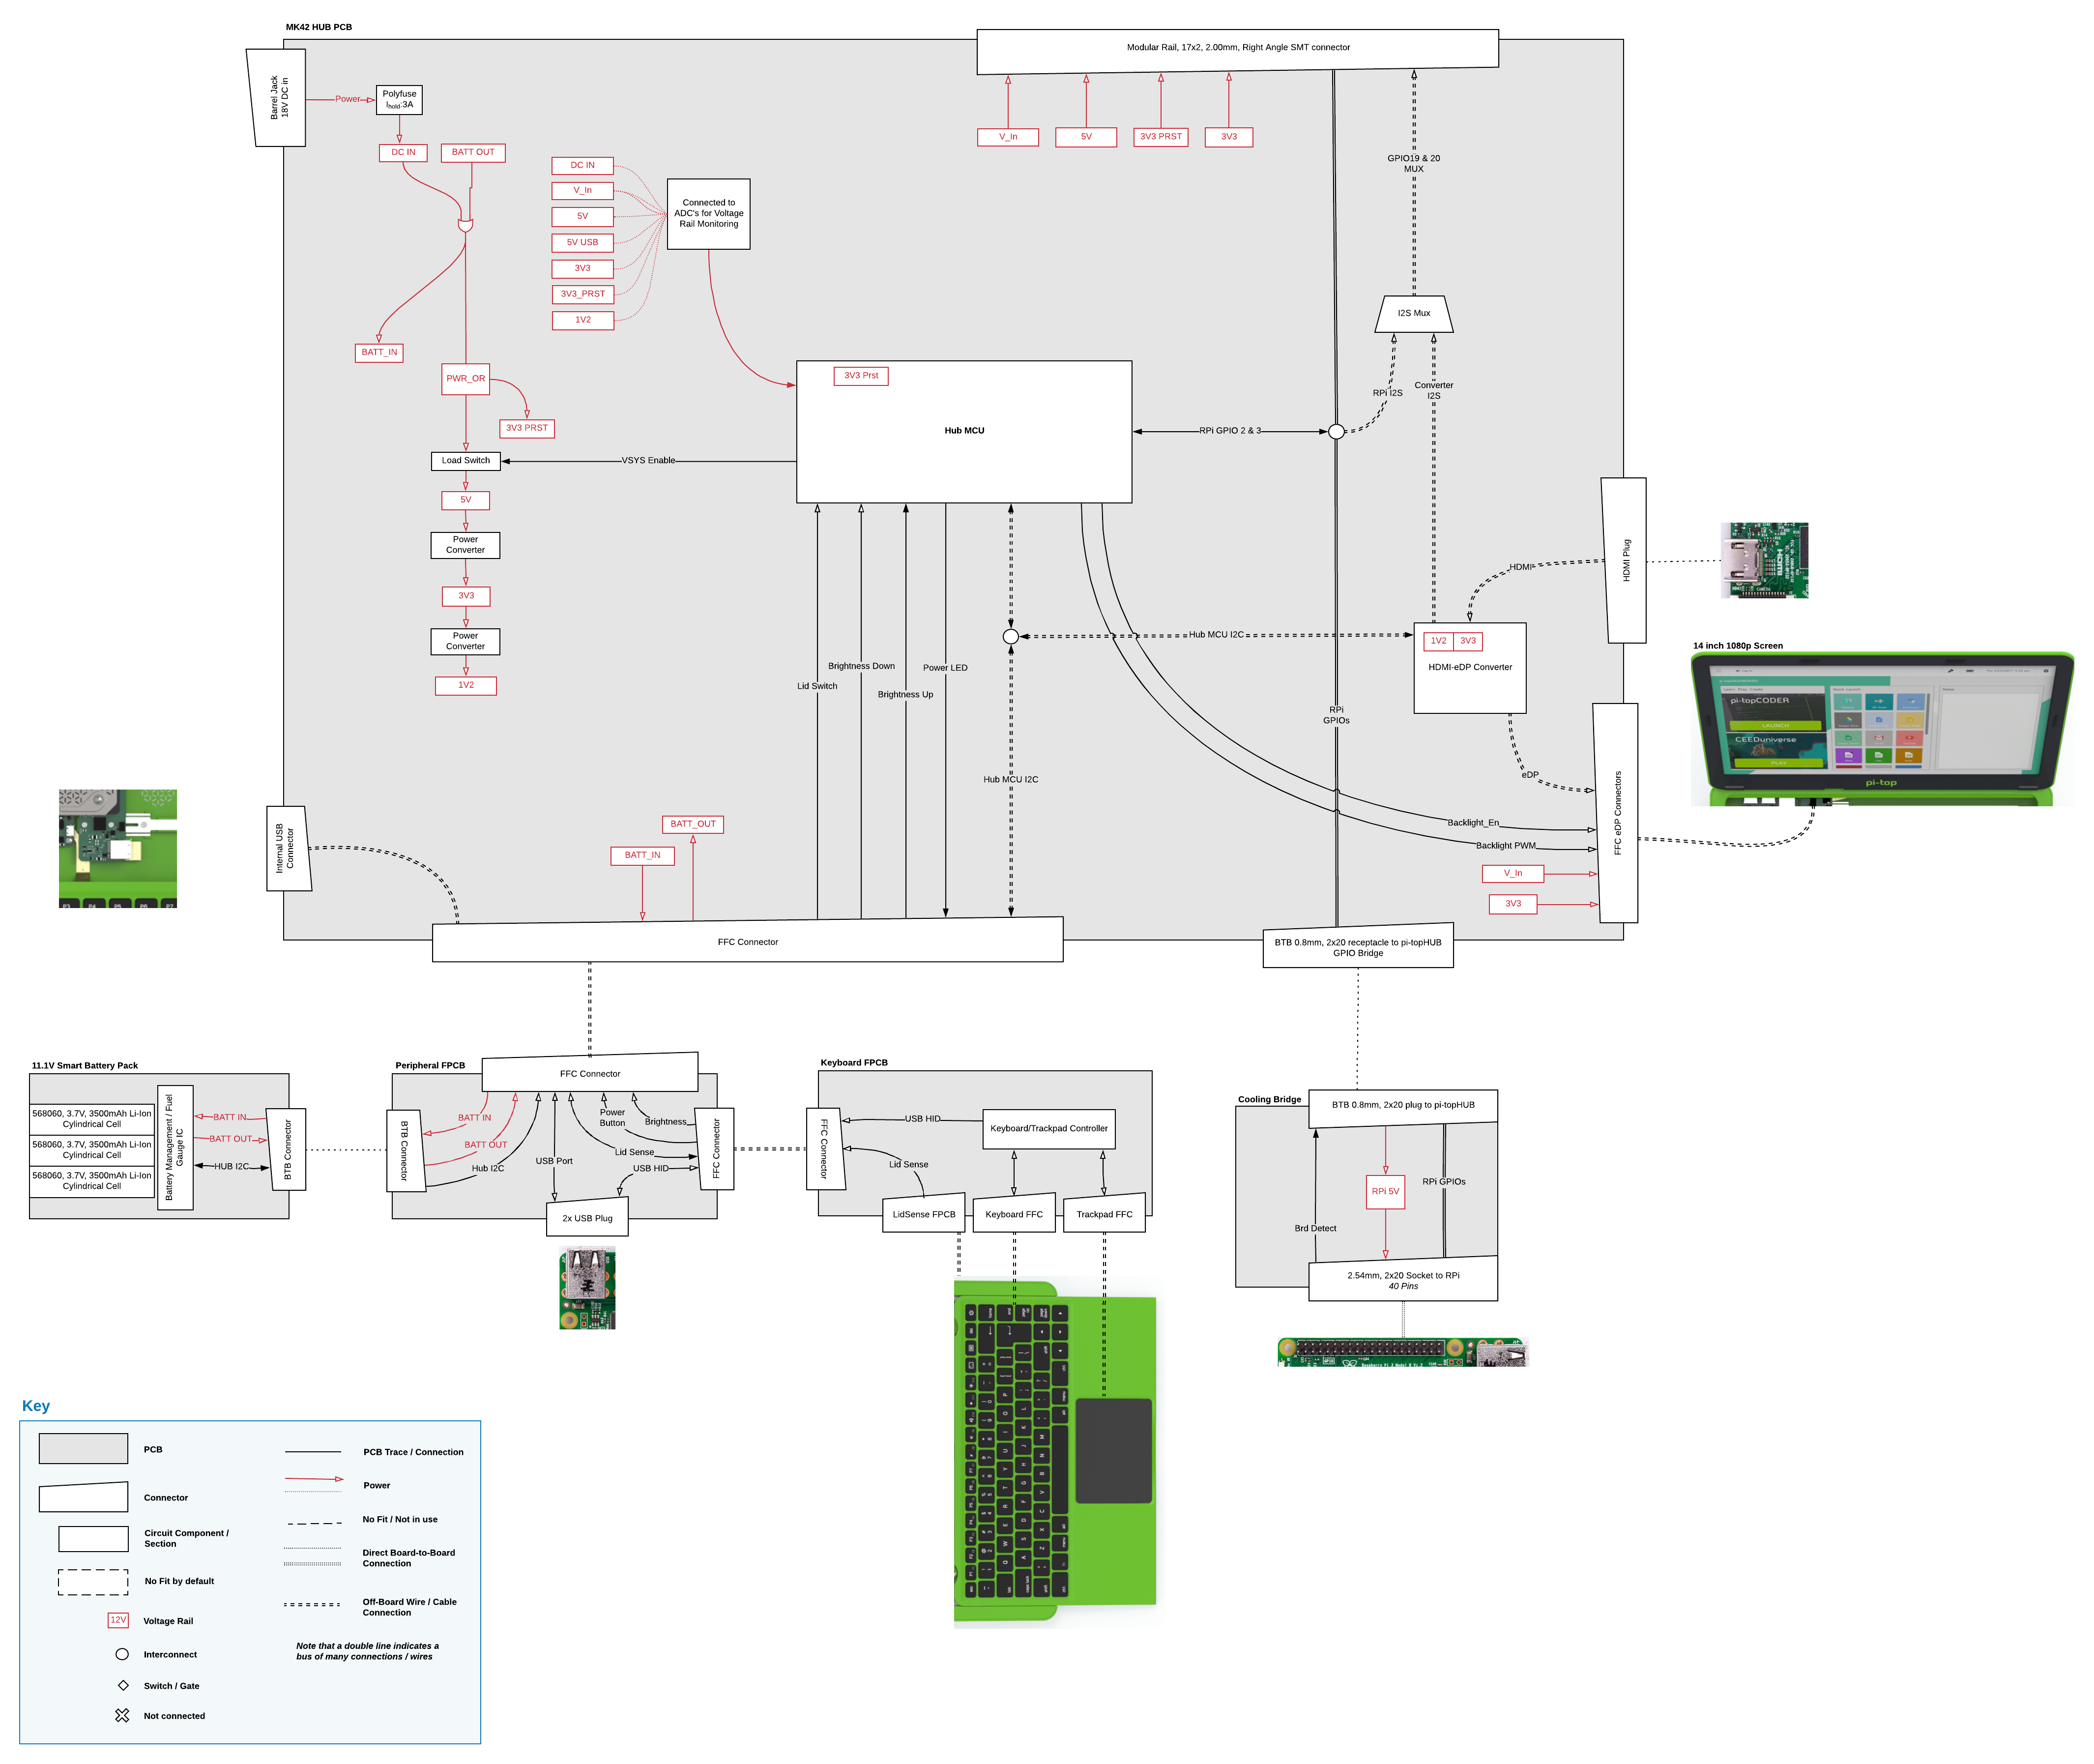 MK42 HUB PCB
Modular Rail, 17x2, 2.00mm, Right Angle SMT connector
Barrel Jack
18V DC in
Power
Polyfuse
Ihold:3A
DC IN
BATT OUT
V_In
5V
3V3 PRST
3V3
GPIO19 & 20
MUX
DC IN
V_In
5V
5V USB
3V3
3V3_PRST
1V2
Connected to
ADC's for Voltage
Rail Monitoring
I2S Mux
BATT_IN
PWR_OR
3V3 PRST
3V3 Prst
Hub MCU
RPi I2S
Converter
I2S
RPi GPIO 2 & 3
Load Switch
VSYS Enable
5V
Power
Converter
3V3
Power
Converter
1V2
HDMI Plug
HDMI
Hub MCU I2C
1V2
3V3
HDMI-eDP Converter
14 inch 1080p Screen
pi-topCODER
LAUNCH
CEEDuniverse
PLAY
pi-top
Lid Switch
Brightness Down
Brightness Up
Power LED
RPi
GPIOs
Hub MCU I2C
eDP
FFC eDP Connectors
Backlight_En
Backlight PWM
V_In
3V3
Internal USB
Connector
BATT_OUT
BATT_IN
FFC Connector
BTB 0.8mm, 2x20 receptacle to pi-topHUB
GPIO Bridge
11.1V Smart Battery Pack
568060, 3.7V, 3500mAh Li-Ion
Cylindrical Cell
568060, 3.7V, 3500mAh Li-Ion
Cylindrical Cell
568060, 3.7V, 3500mAh Li-Ion
Cylindrical Cell
Battery Management / Fuel
Gauge IC
BATT IN
BATT OUT
HUB I2C
BTB Connector
Peripheral FPCB
FFC Connector
BTB Connector
BATT IN
BATT OUT
Hub I2C
USB Port
Power
Button
Brightness
Lid Sense
USB HID
FFC Connector
2x USB Plug
Keyboard FPCB
FFC Connector
USB HID
Keyboard/Trackpad Controller
Lid Sense
LidSense FPCB
Keyboard FFC
Trackpad FFC
Cooling Bridge
BTB 0.8mm, 2x20 plug to pi-topHUB
RPi 5V
RPi GPIOs
Brd Detect
2.54mm, 2x20 Socket to RPi
40 Pins
Key
PCB
Connector
Circuit Component /
Section
No Fit by default
12V
Voltage Rail
Interconnect
Switch / Gate
Not connected
PCB Trace / Connection
Power
No Fit / Not in use
Direct Board-to-Board
Connection
Off-Board Wire / Cable
Connection
Note that a double line indicates a
bus of many connections / wires